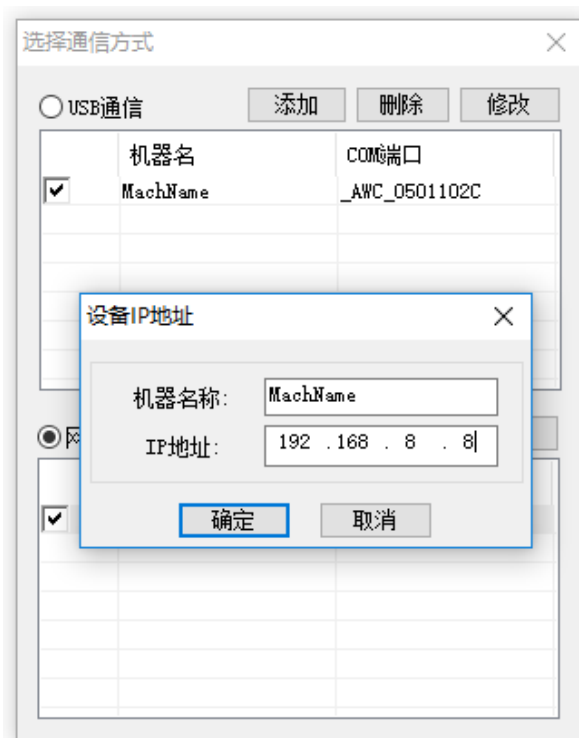 选择通信方式
USB通信 添加 删除 修改
机器名 COM端口
MachName _AWC_0501102C
设备IP地址
机器名称: MachName
IP地址: 192 .168 . 8 . 8
确定 取消